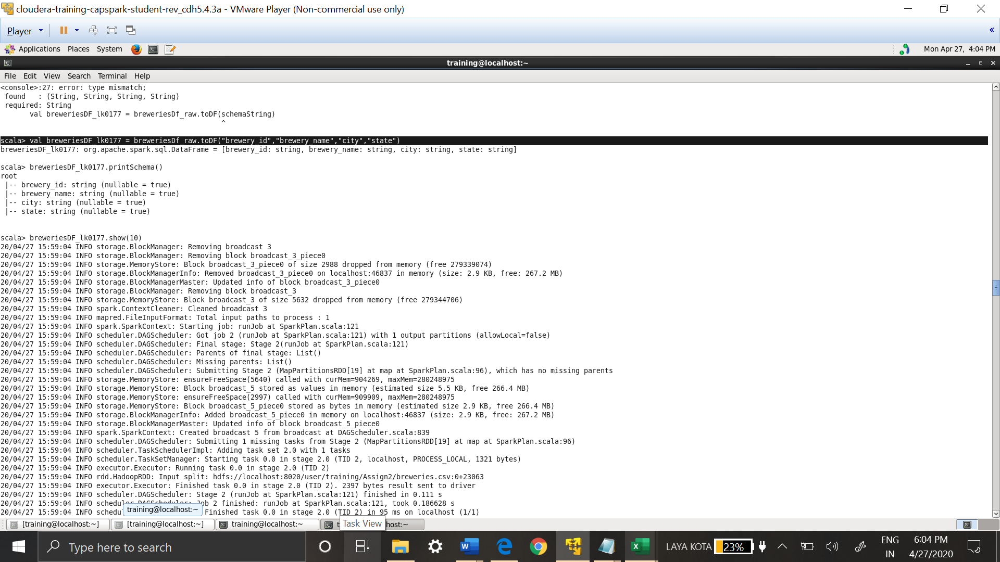 cloudera-training-capspark-student-rev_cdh5.4.3a - VMware Player (Non-commercial use only)
Player
Applications Places System Mon Apr 27, 4:04 PM
training@localhost:~
File Edit View Search Terminal Help
<console>:27: error: type mismatch;
 found   : (String, String, String, String)
 required: String
       val breweriesDF_lk0177 = breweriesDf_raw.toDF(schemaString)
                                                     ^
scala> val breweriesDF_lk0177 = breweriesDf_raw.toDF("brewery_id","brewery_name","city","state")
breweriesDF_lk0177: org.apache.spark.sql.DataFrame = [brewery_id: string, brewery_name: string, city: string, state: string]
scala> breweriesDF_lk0177.printSchema()
root
 |-- brewery_id: string (nullable = true)
 |-- brewery_name: string (nullable = true)
 |-- city: string (nullable = true)
 |-- state: string (nullable = true)
scala> breweriesDF_lk0177.show(10)
20/04/27 15:59:04 INFO storage.BlockManager: Removing broadcast 3
20/04/27 15:59:04 INFO storage.BlockManager: Removing block broadcast_3_piece0
20/04/27 15:59:04 INFO storage.MemoryStore: Block broadcast_3_piece0 of size 2988 dropped from memory (free 279339074)
20/04/27 15:59:04 INFO storage.BlockManagerInfo: Removed broadcast_3_piece0 on localhost:46837 in memory (size: 2.9 KB, free: 267.2 MB)
20/04/27 15:59:04 INFO storage.BlockManagerMaster: Updated info of block broadcast_3_piece0
20/04/27 15:59:04 INFO storage.BlockManager: Removing block broadcast_3
20/04/27 15:59:04 INFO storage.MemoryStore: Block broadcast_3 of size 5632 dropped from memory (free 279344706)
20/04/27 15:59:04 INFO spark.ContextCleaner: Cleaned broadcast 3
20/04/27 15:59:04 INFO mapred.FileInputFormat: Total input paths to process : 1
20/04/27 15:59:04 INFO spark.SparkContext: Starting job: runJob at SparkPlan.scala:121
20/04/27 15:59:04 INFO scheduler.DAGScheduler: Got job 2 (runJob at SparkPlan.scala:121) with 1 output partitions (allowLocal=false)
20/04/27 15:59:04 INFO scheduler.DAGScheduler: Final stage: Stage 2(runJob at SparkPlan.scala:121)
20/04/27 15:59:04 INFO scheduler.DAGScheduler: Parents of final stage: List()
20/04/27 15:59:04 INFO scheduler.DAGScheduler: Missing parents: List()
20/04/27 15:59:04 INFO scheduler.DAGScheduler: Submitting Stage 2 (MapPartitionsRDD[19] at map at SparkPlan.scala:96), which has no missing parents
20/04/27 15:59:04 INFO storage.MemoryStore: ensureFreeSpace(5640) called with curMem=904269, maxMem=280248975
20/04/27 15:59:04 INFO storage.MemoryStore: Block broadcast_5 stored as values in memory (estimated size 5.5 KB, free 266.4 MB)
20/04/27 15:59:04 INFO storage.MemoryStore: ensureFreeSpace(2997) called with curMem=909909, maxMem=280248975
20/04/27 15:59:04 INFO storage.MemoryStore: Block broadcast_5_piece0 stored as bytes in memory (estimated size 2.9 KB, free 266.4 MB)
20/04/27 15:59:04 INFO storage.BlockManagerInfo: Added broadcast_5_piece0 in memory on localhost:46837 (size: 2.9 KB, free: 267.2 MB)
20/04/27 15:59:04 INFO storage.BlockManagerMaster: Updated info of block broadcast_5_piece0
20/04/27 15:59:04 INFO spark.SparkContext: Created broadcast 5 from broadcast at DAGScheduler.scala:839
20/04/27 15:59:04 INFO scheduler.DAGScheduler: Submitting 1 missing tasks from Stage 2 (MapPartitionsRDD[19] at map at SparkPlan.scala:96)
20/04/27 15:59:04 INFO scheduler.TaskSchedulerImpl: Adding task set 2.0 with 1 tasks
20/04/27 15:59:04 INFO scheduler.TaskSetManager: Starting task 0.0 in stage 2.0 (TID 2, localhost, PROCESS_LOCAL, 1321 bytes)
20/04/27 15:59:04 INFO executor.Executor: Running task 0.0 in stage 2.0 (TID 2)
20/04/27 15:59:04 INFO rdd.HadoopRDD: Input split: hdfs://localhost:8020/user/training/Assign2/breweries.csv:0+23063
20/04/27 15:59:04 INFO executor.Executor: Finished task 0.0 in stage 2.0 (TID 2). 2397 bytes result sent to driver
20/04/27 15:59:04 INFO scheduler.DAGScheduler: Stage 2 (runJob at SparkPlan.scala:121) finished in 0.111 s
20/04/27 15:59:04 INFO scheduler.DAGScheduler: Job 2 finished: runJob at SparkPlan.scala:121, took 0.186628 s
20/04/27 15:59:04 INFO schedu Finished task 0.0 in stage 2.0 (TID 2) in 95 ms on localhost (1/1)
training@localhost:~
[training@localhost:~] [training@localhost:~] training@localhost:~ t host:~
Task View
Type here to search LAYA KOTA 23% ENG 6:04 PM
IN 4/27/2020